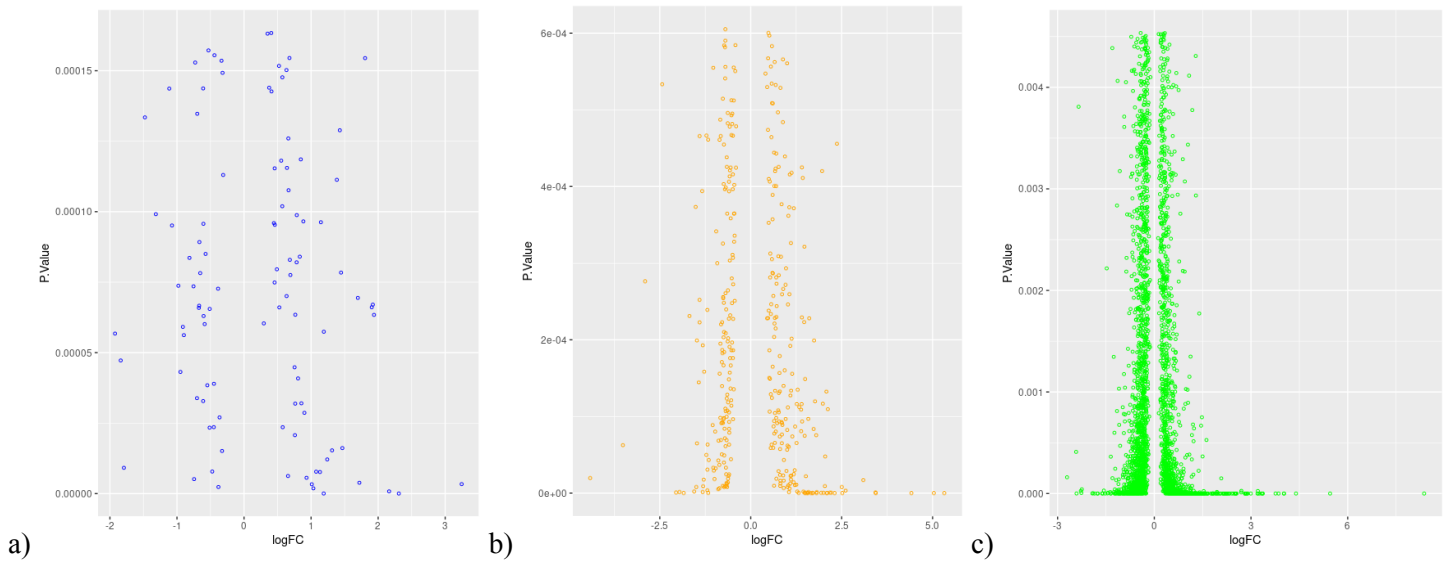 0.00015
0.00010
0.00005
0.00000
P.Value
-2 -1 0 1 2 3
logFC
a)
6e-04
4e-04
2e-04
0e+00
P.Value
-2.5 0.0 2.5 5.0
logFC
b)
0.004
0.003
0.002
0.001
0.000
P.Value
-3 0 3 6
logFC
c)